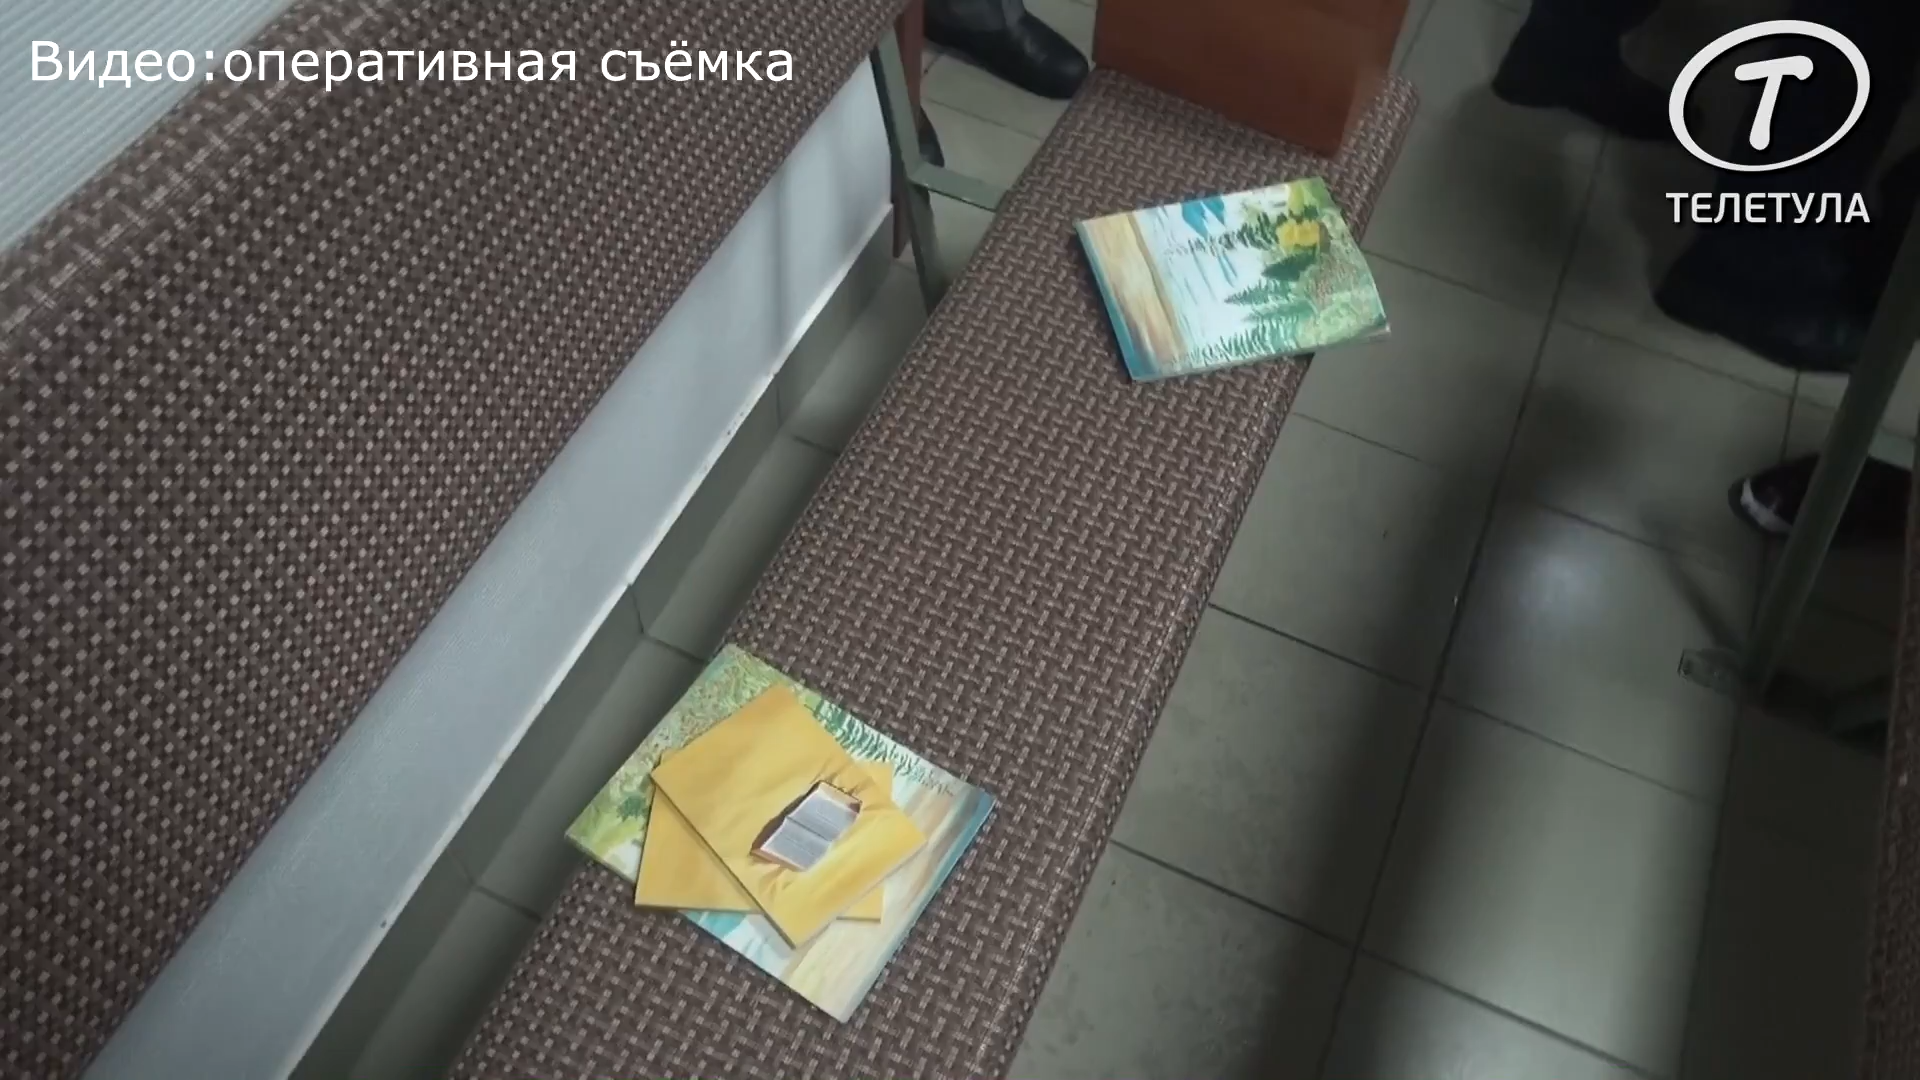 Видео:оперативная съёмка
Т
ТЕЛЕТУЛА